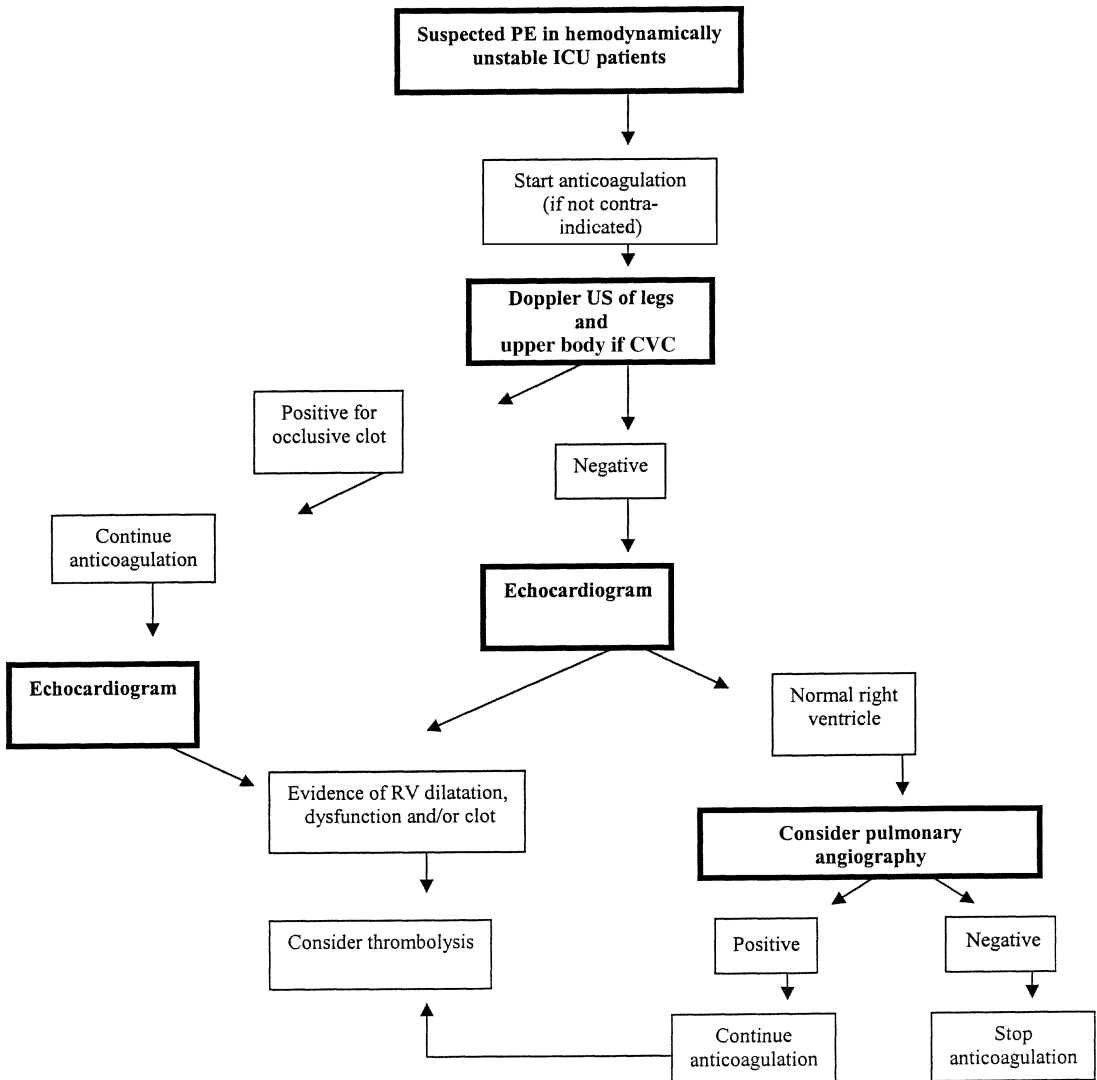 Suspected PE in hemodynamically
unstable ICU patients
Start anticoagulation
(if not contra-
indicated)
Doppler US of legs
and
upper body if CVC
Positive for
occlusive clot
Negative
Continue
anticoagulation
Echocardiogram
Echocardiogram
Normal right
ventricle
Evidence of RV dilatation,
dysfunction and/or clot
Consider pulmonary
angiography
Consider thrombolysis
Positive
Negative
Continue
anticoagulation
Stop
anticoagulation